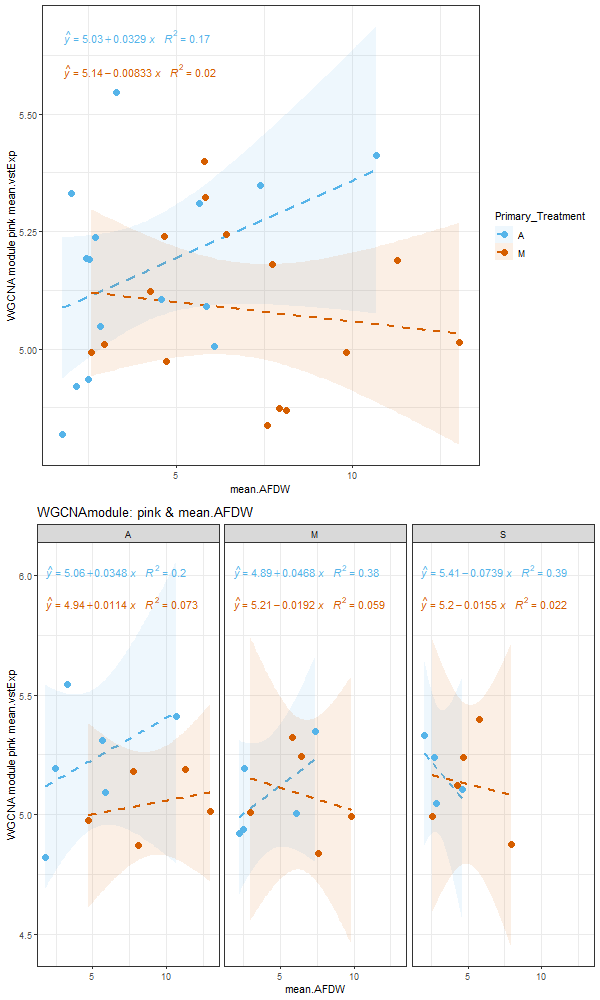 ŷ = 5.03 + 0.0329 x R² = 0.17
ŷ = 5.14 − 0.00833 x R² = 0.02
5.50
5.25
5.00
WGCNA module pink mean.vstExp
5 10
mean.AFDW
Primary_Treatment
A
M
WGCNAmodule: pink & mean.AFDW
A M S
ŷ = 5.06 + 0.0348 x R² = 0.2
ŷ = 4.94 + 0.0114 x R² = 0.073
ŷ = 4.89 + 0.0468 x R² = 0.38
ŷ = 5.21 − 0.0192 x R² = 0.059
ŷ = 5.41 − 0.0739 x R² = 0.39
ŷ = 5.2 − 0.0155 x R² = 0.022
6.0
5.5
5.0
4.5
WGCNA module pink mean.vstExp
5 10 5 10 5 10
mean.AFDW